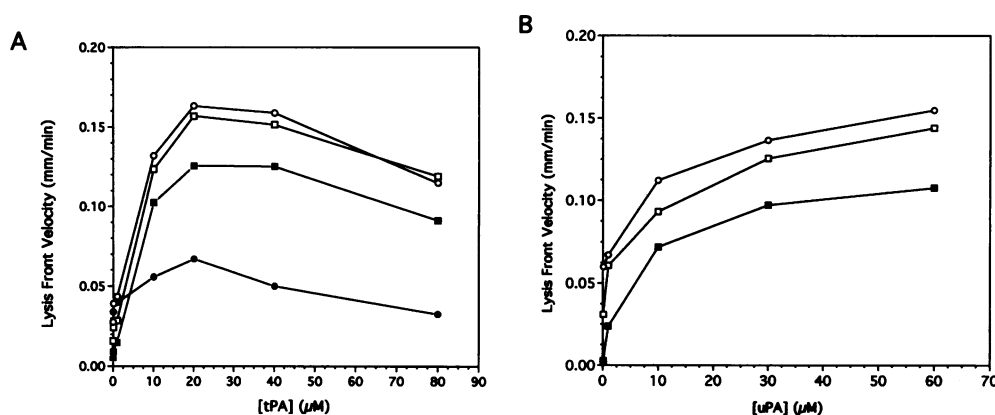 A
0.20
0.15
0.10
0.05
0.00
Lysis Front Velocity (mm/min)
0 10 20 30 40 50 60 70 80 90
[tPA] (µM)
B
0.20
0.15
0.10
0.05
0.00
Lysis Front Velocity (mm/min)
0 10 20 30 40 50 60 70
[uPA] (µM)